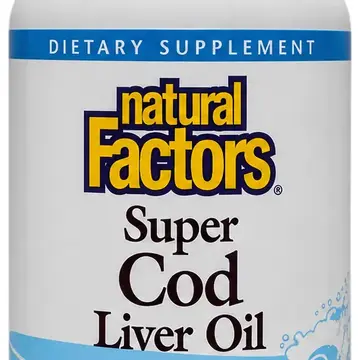 DIETARY SUPPLEMENT
natural
Factors®
Super
Cod
Liver Oil